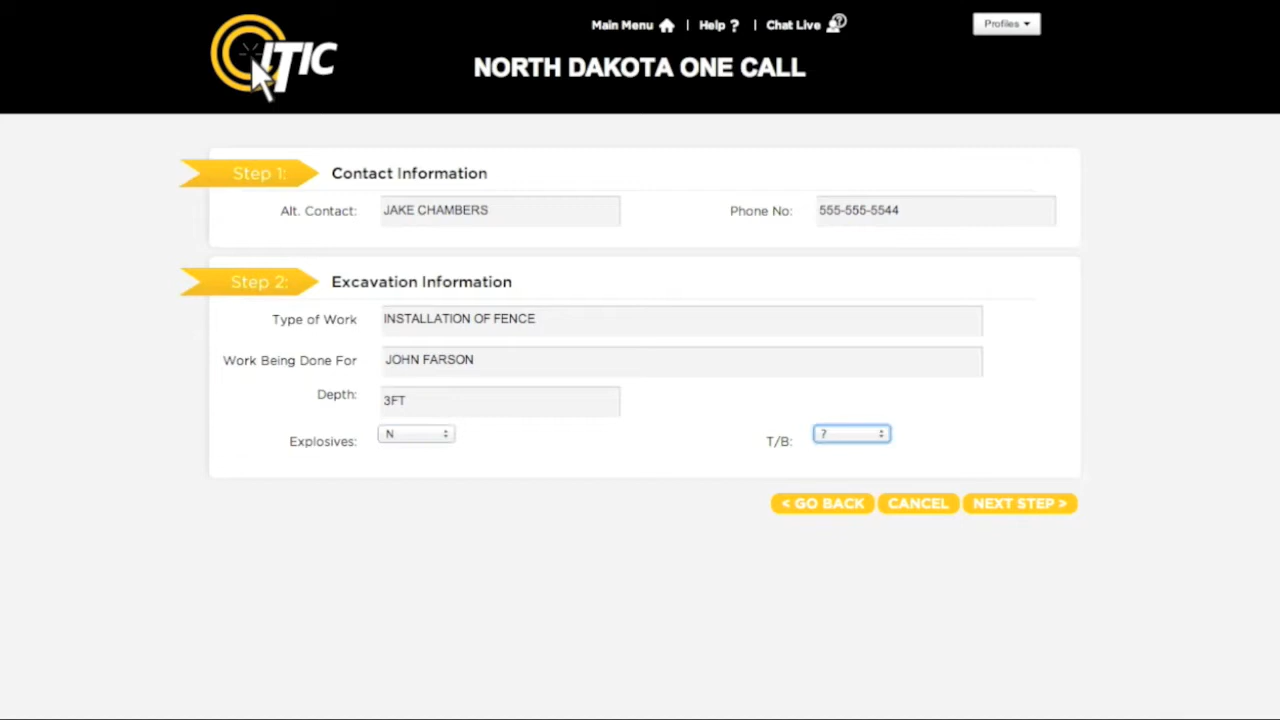 Main Menu | Help ? | Chat Live
Profiles
ITIC
NORTH DAKOTA ONE CALL
Step 1: Contact Information
Alt. Contact: JAKE CHAMBERS Phone No: 555-555-5544
Step 2: Excavation Information
Type of Work INSTALLATION OF FENCE
Work Being Done For JOHN FARSON
Depth: 3FT
Explosives: N T/B: ?
< GO BACK CANCEL NEXT STEP >